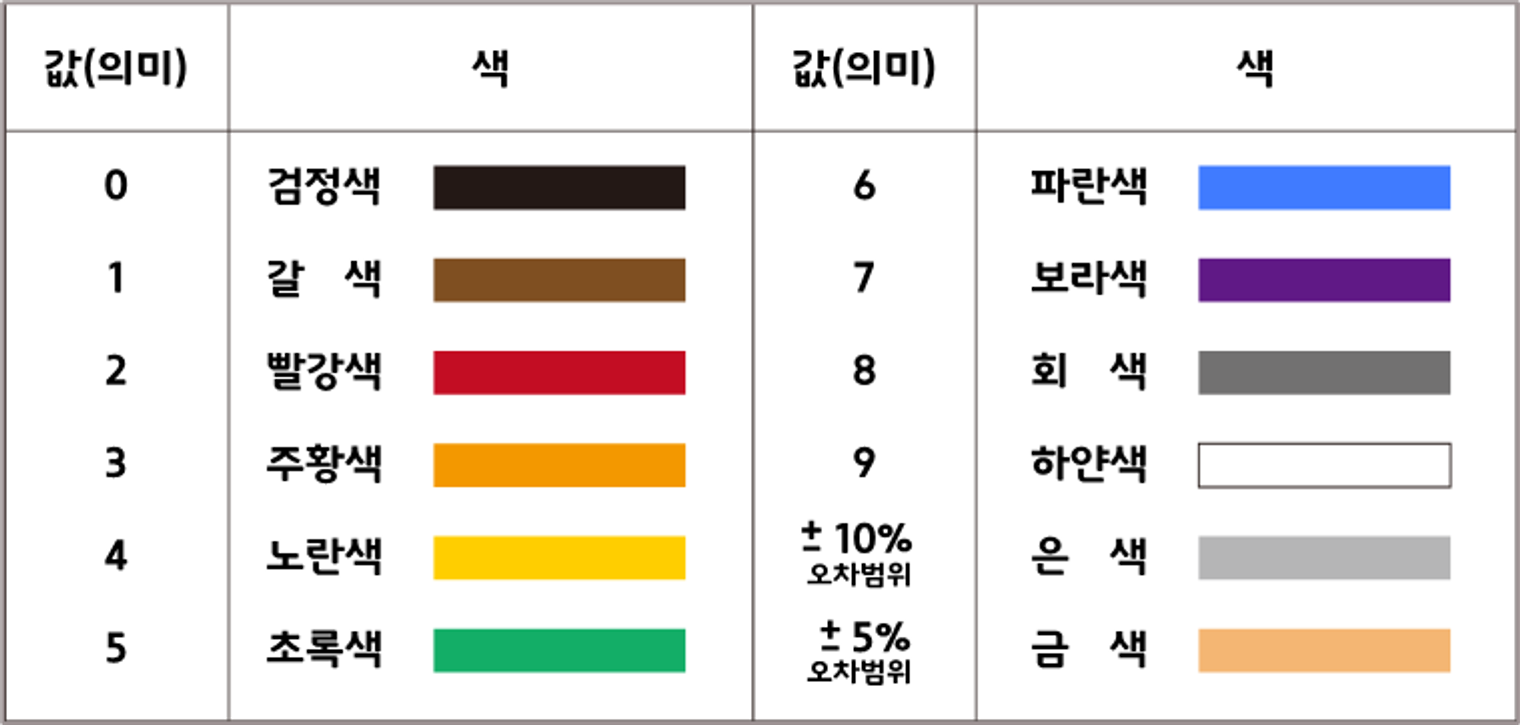 값(의미) 색 값(의미) 색
0 검정색 6 파란색
1 갈 색 7 보라색
2 빨강색 8 회 색
3 주황색 9 하얀색
4 노란색 ± 10% 은 색
오차범위
5 초록색 ± 5% 금 색
오차범위